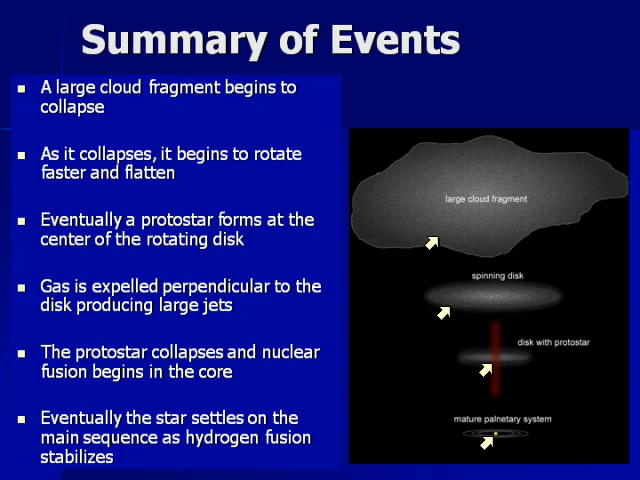 Summary of Events
A large cloud fragment begins to
collapse
As it collapses, it begins to rotate
faster and flatten
Eventually a protostar forms at the
center of the rotating disk
Gas is expelled perpendicular to the
disk producing large jets
The protostar collapses and nuclear
fusion begins in the core
Eventually the star settles on the
main sequence as hydrogen fusion
stabilizes
large cloud fragment
spinning disk
disk with protostar
mature palnetary system